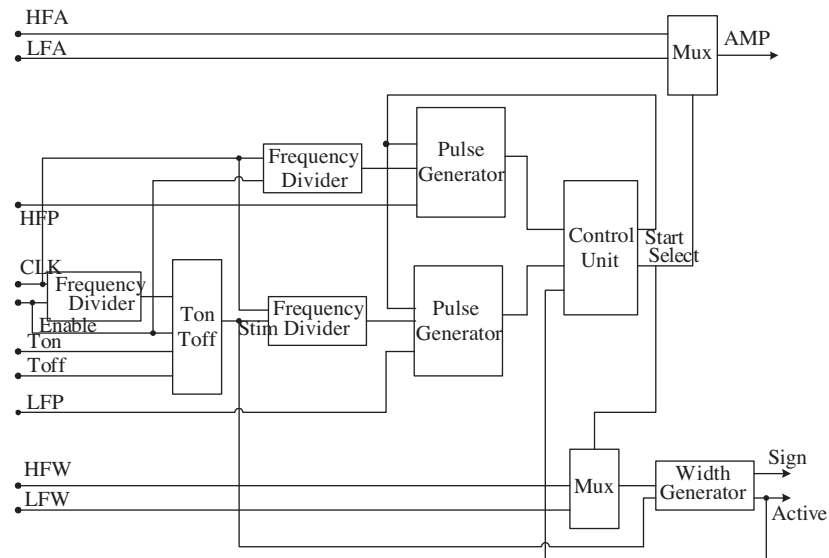 HFA
LFA
Mux
AMP
Frequency
Divider
Pulse
Generator
HFP
Control
Unit
Start
Select
CLK
Frequency
Divider
Enable
Ton
Toff
Frequency
Stim Divider
Pulse
Generator
Ton
Toff
LFP
HFW
LFW
Mux
Width
Generator
Sign
Active